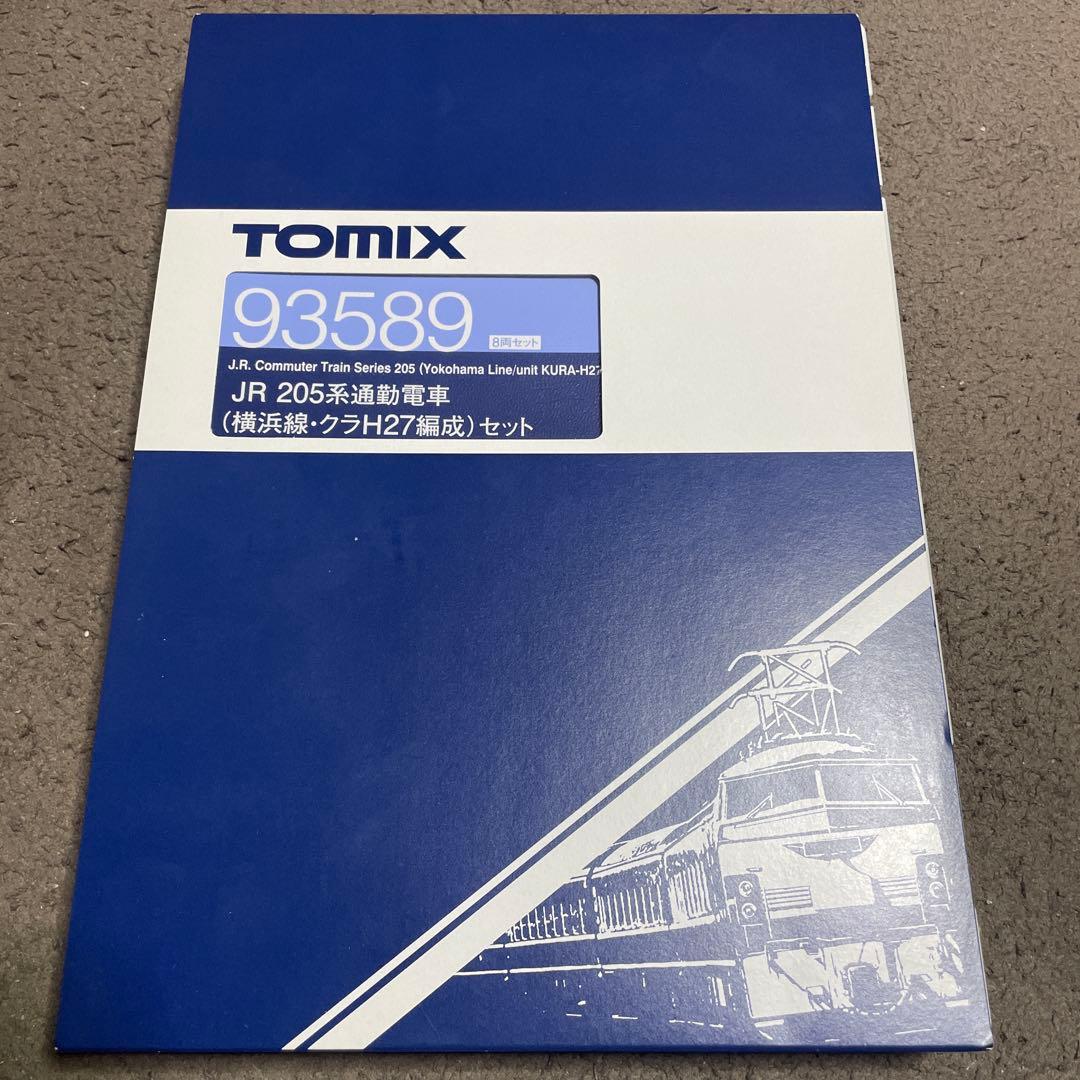 TOMIX
93589 8両セット
J.R. Commuter Train Series 205 (Yokohama Line/unit KURA-H27
JR 205系通勤電車
(横浜線・クラH27編成)セット